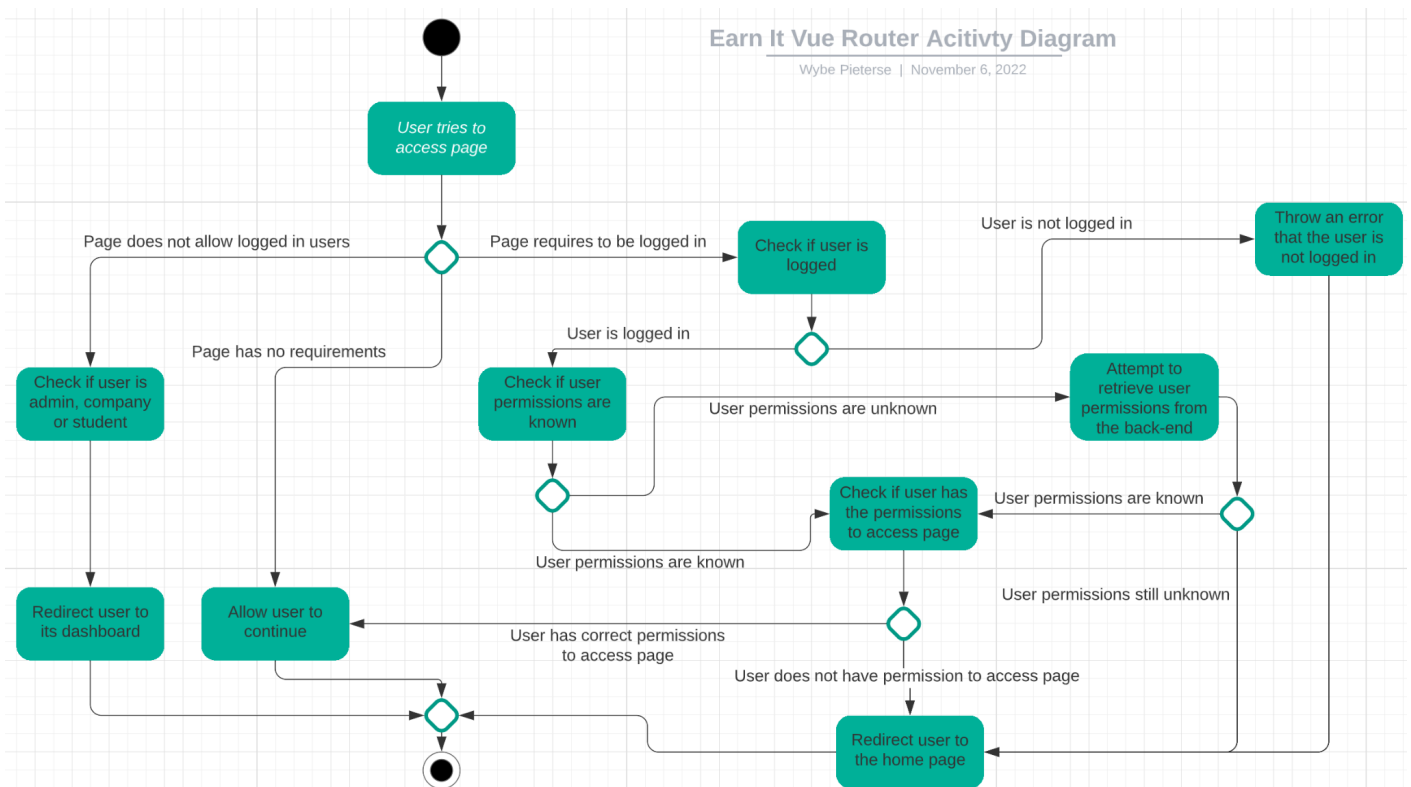 Earn It Vue Router Acitivty Diagram
Wybe Pieterse | November 6, 2022
User tries to
access page
Page does not allow logged in users
Page requires to be logged in
Check if user is
logged
User is not logged in
Throw an error
that the user is
not logged in
User is logged in
Page has no requirements
Check if user is
admin, company
or student
Check if user
permissions are
known
User permissions are unknown
Attempt to
retrieve user
permissions from
the back-end
Check if user has
the permissions
to access page
User permissions are known
User permissions are known
User permissions still unknown
Redirect user to
its dashboard
Allow user to
continue
User has correct permissions
to access page
User does not have permission to access page
Redirect user to
the home page